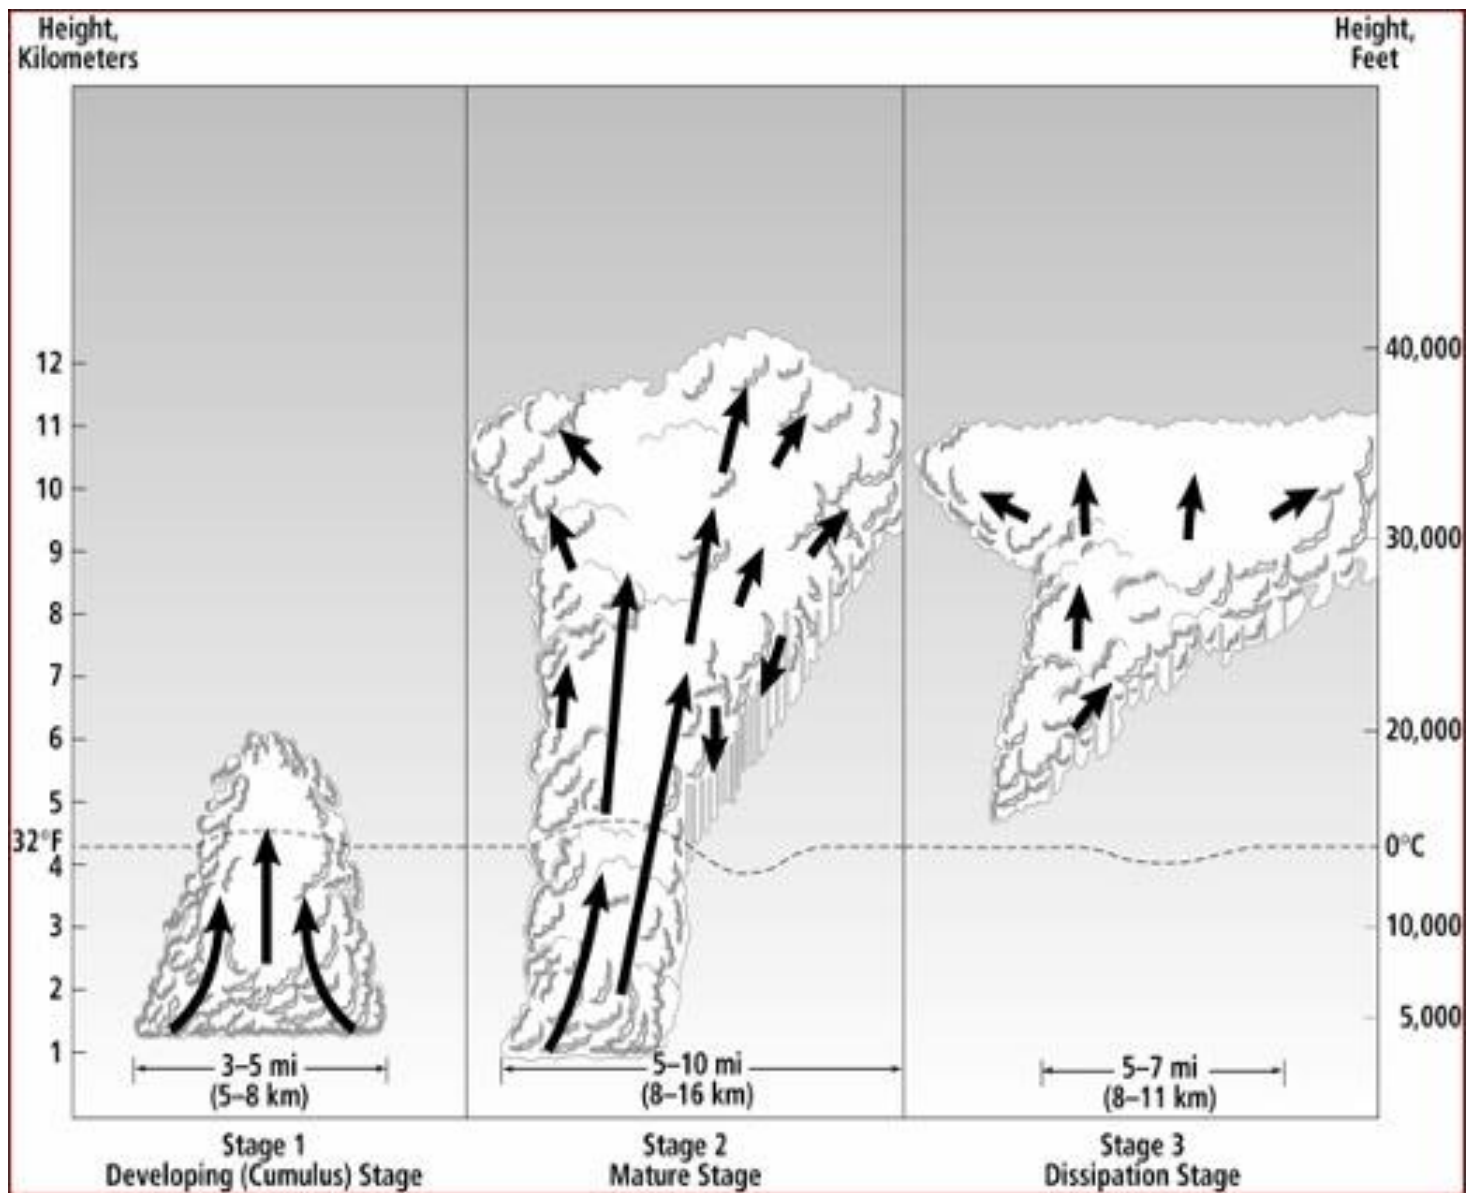 Height,
Kilometers
Height,
Feet
12
11
10
9
8
7
6
5
32°F
4
3
2
1
40,000
30,000
20,000
0°C
10,000
5,000
3–5 mi
(5–8 km)
5–10 mi
(8–16 km)
5–7 mi
(8–11 km)
Stage 1
Developing (Cumulus) Stage
Stage 2
Mature Stage
Stage 3
Dissipation Stage